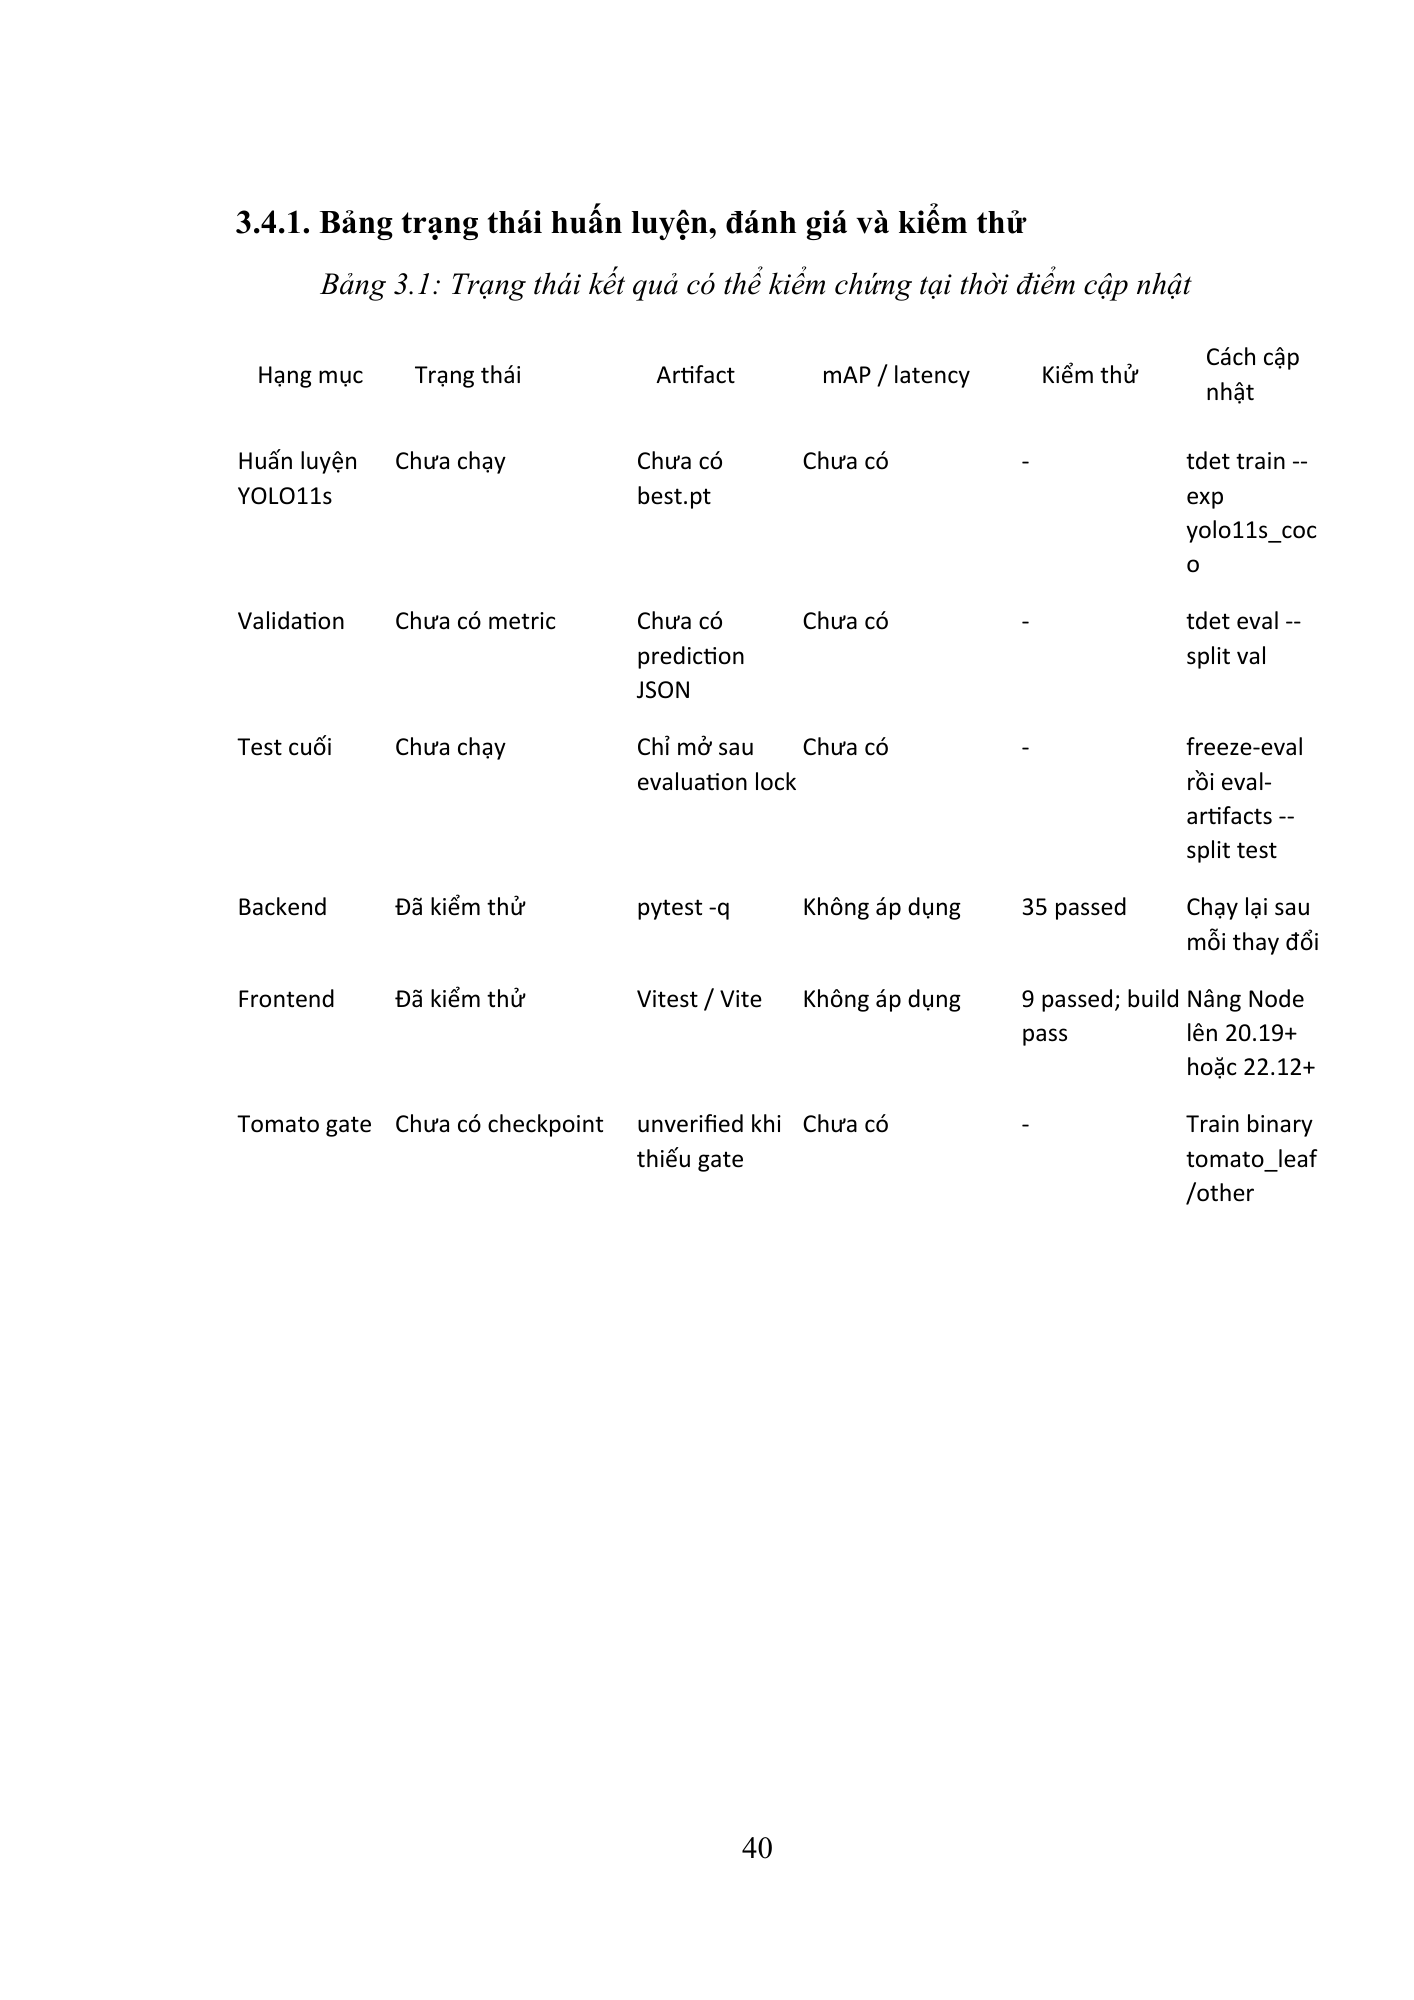 3.4.1. Bảng trạng thái huấn luyện, đánh giá và kiểm thử
Bảng 3.1: Trạng thái kết quả có thể kiểm chứng tại thời điểm cập nhật
Hạng mục
Trạng thái
Artifact
mAP / latency
Kiểm thử
Cách cập
nhật
Huấn luyện
YOLO11s
Chưa chạy
Chưa có
best.pt
Chưa có
-
tdet train --
exp
yolo11s_coc
o
Validation
Chưa có metric
Chưa có
prediction
JSON
Chưa có
-
tdet eval --
split val
Test cuối
Chưa chạy
Chỉ mở sau
evaluation lock
Chưa có
-
freeze-eval
rồi eval-
artifacts --
split test
Backend
Đã kiểm thử
pytest -q
Không áp dụng
35 passed
Chạy lại sau
mỗi thay đổi
Frontend
Đã kiểm thử
Vitest / Vite
Không áp dụng
9 passed; build
pass
Nâng Node
lên 20.19+
hoặc 22.12+
Tomato gate
Chưa có checkpoint
unverified khi
thiếu gate
Chưa có
-
Train binary
tomato_leaf
/other
40